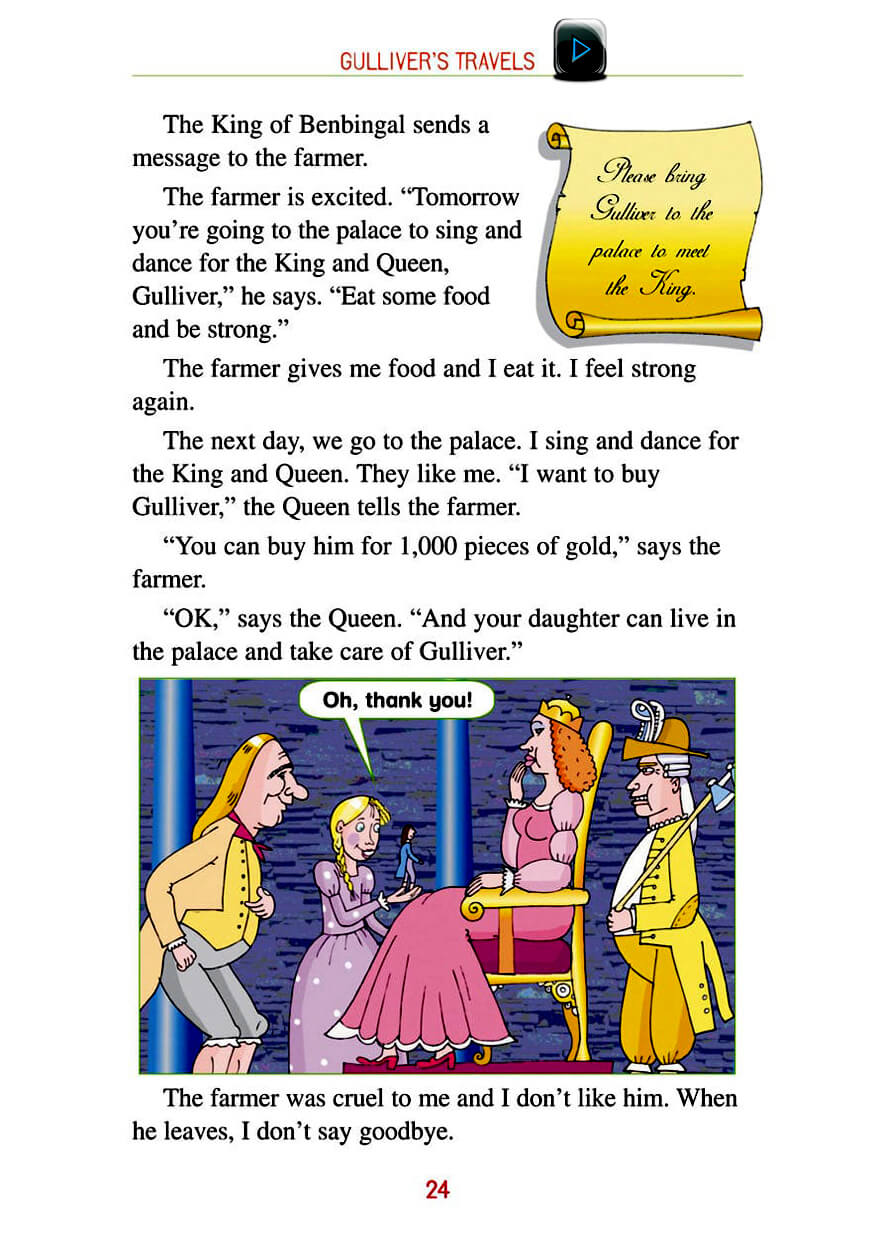 GULLIVER'S TRAVELS
The King of Benbingal sends a
message to the farmer.
The farmer is excited. “Tomorrow
you’re going to the palace to sing and
dance for the King and Queen,
Gulliver,” he says. “Eat some food
and be strong.”
Please bring
Gulliver to the
palace to meet
the King.
The farmer gives me food and I eat it. I feel strong
again.
The next day, we go to the palace. I sing and dance for
the King and Queen. They like me. “I want to buy
Gulliver,” the Queen tells the farmer.
“You can buy him for 1,000 pieces of gold,” says the
farmer.
“OK,” says the Queen. “And your daughter can live in
the palace and take care of Gulliver.”
Oh, thank you!
The farmer was cruel to me and I don’t like him. When
he leaves, I don’t say goodbye.
24